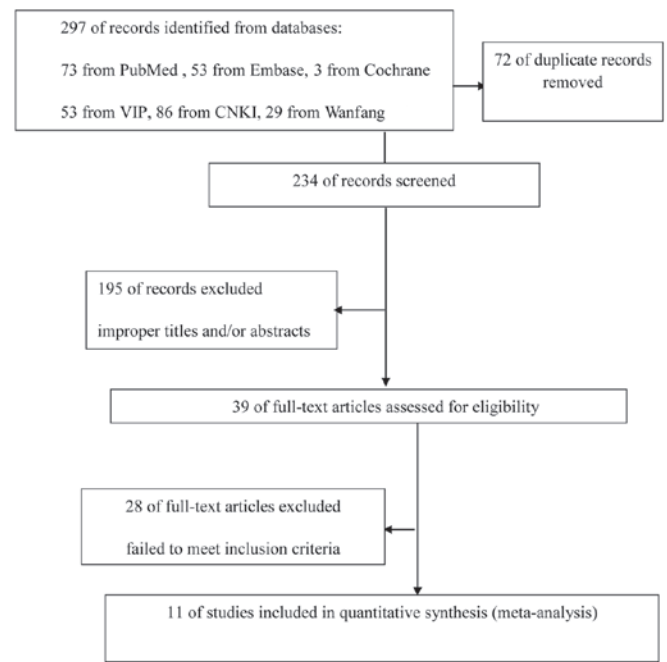 297 of records identified from databases:
73 from PubMed , 53 from Embase, 3 from Cochrane
53 from VIP, 86 from CNKI, 29 from Wanfang
72 of duplicate records
removed
234 of records screened
195 of records excluded
improper titles and/or abstracts
39 of full-text articles assessed for eligibility
28 of full-text articles excluded
failed to meet inclusion criteria
11 of studies included in quantitative synthesis (meta-analysis)